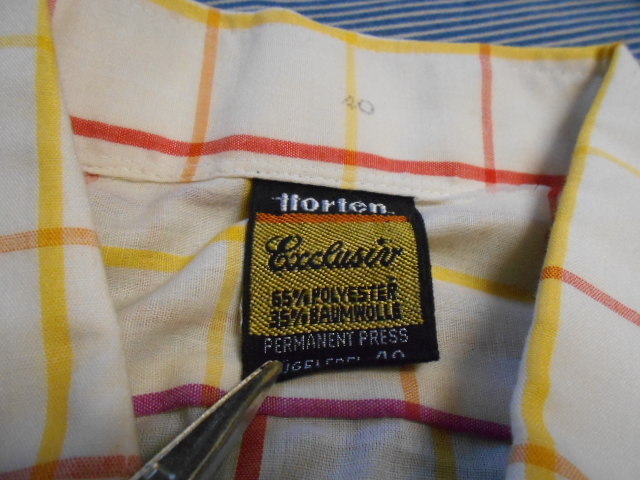 40
Horten
Exclusiv
65% POLYESTER
35% BAUMWOLLE
PERMANENT PRESS
40